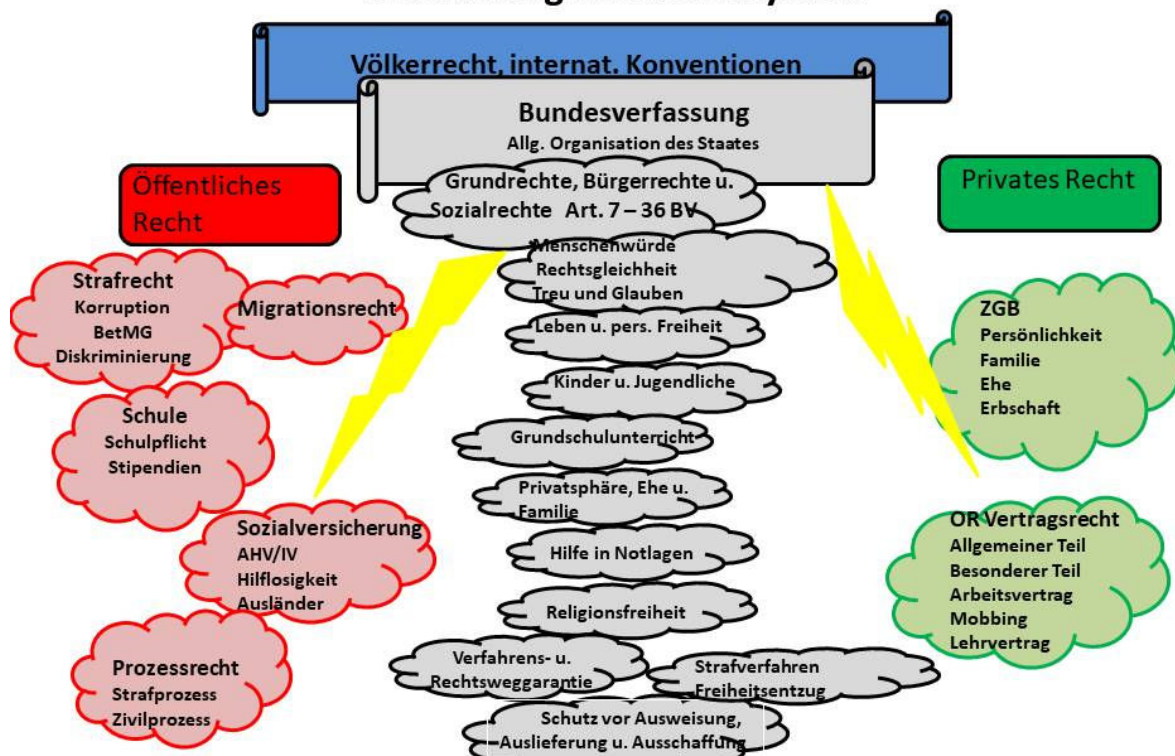 Völkerrecht, internat. Konventionen
Bundesverfassung
Allg. Organisation des Staates
Grundrechte, Bürgerrechte u.
Sozialrechte Art. 7 – 36 BV
Öffentliches
Recht
Privates Recht
Strafrecht
Korruption
BetMG
Diskriminierung
Migrationsrecht
Schule
Schulpflicht
Stipendien
Sozialversicherung
AHV/IV
Hilflosigkeit
Ausländer
Prozessrecht
Strafprozess
Zivilprozess
Menschenwürde
Rechtsgleichheit
Treu und Glauben
Leben u. pers. Freiheit
Kinder u. Jugendliche
Grundschulunterricht
Privatsphäre, Ehe u.
Familie
Hilfe in Notlagen
Religionsfreiheit
Verfahrens- u.
Rechtsweggarantie
Strafverfahren
Freiheitsentzug
Schutz vor Ausweisung,
Auslieferung u. Ausschaffung
ZGB
Persönlichkeit
Familie
Ehe
Erbschaft
OR Vertragsrecht
Allgemeiner Teil
Besonderer Teil
Arbeitsvertrag
Mobbing
Lehrvertrag